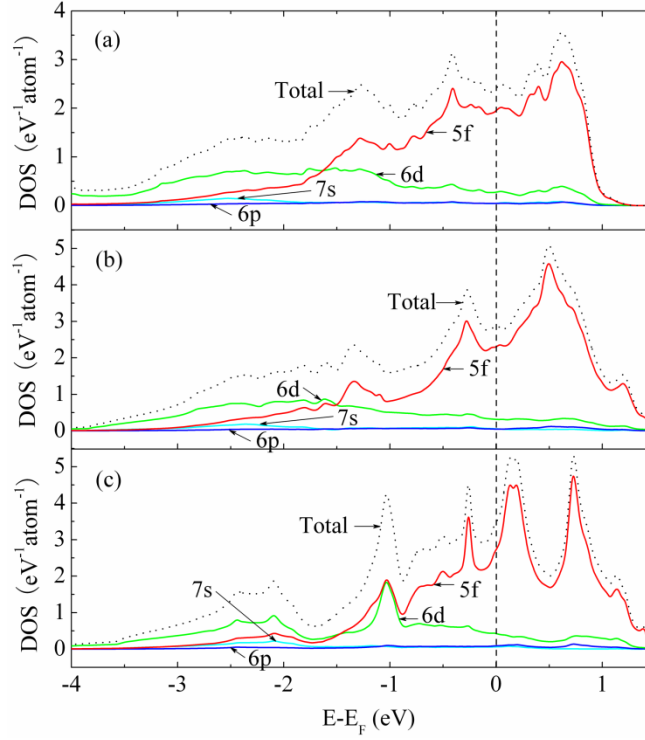 4
(a)
3
Total
2
5f
1
6d
7s
0
6p
DOS (eV⁻¹atom⁻¹)
5
(b)
4
Total
3
2
5f
6d
1
7s
0
6p
DOS (eV⁻¹atom⁻¹)
5
(c)
4
Total
3
2
7s
5f
1
6d
0
6p
DOS (eV⁻¹atom⁻¹)
-4 -3 -2 -1 0 1
E-E_F (eV)